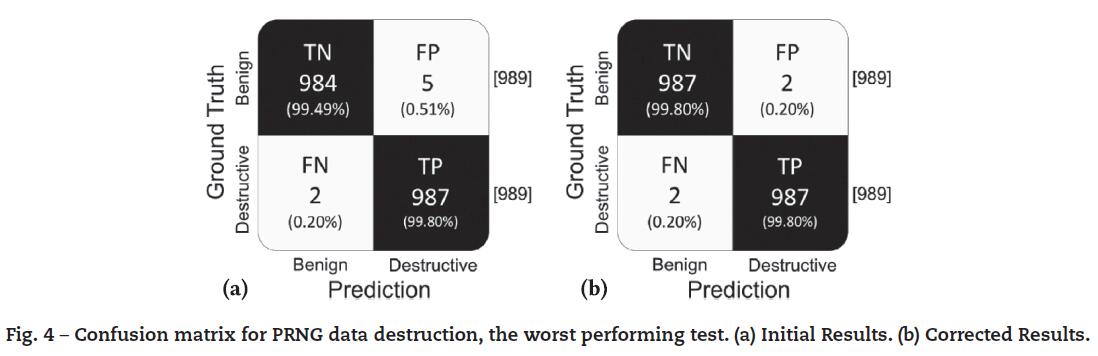 TN
984
(99.49%)
FP
5
(0.51%)
[989]
FN
2
(0.20%)
TP
987
(99.80%)
[989]
Ground Truth
Benign
Destructive
Benign
Destructive
(a)
Prediction
TN
987
(99.80%)
FP
2
(0.20%)
[989]
FN
2
(0.20%)
TP
987
(99.80%)
[989]
Ground Truth
Benign
Destructive
Benign
Destructive
(b)
Prediction
Fig. 4 – Confusion matrix for PRNG data destruction, the worst performing test. (a) Initial Results. (b) Corrected Results.